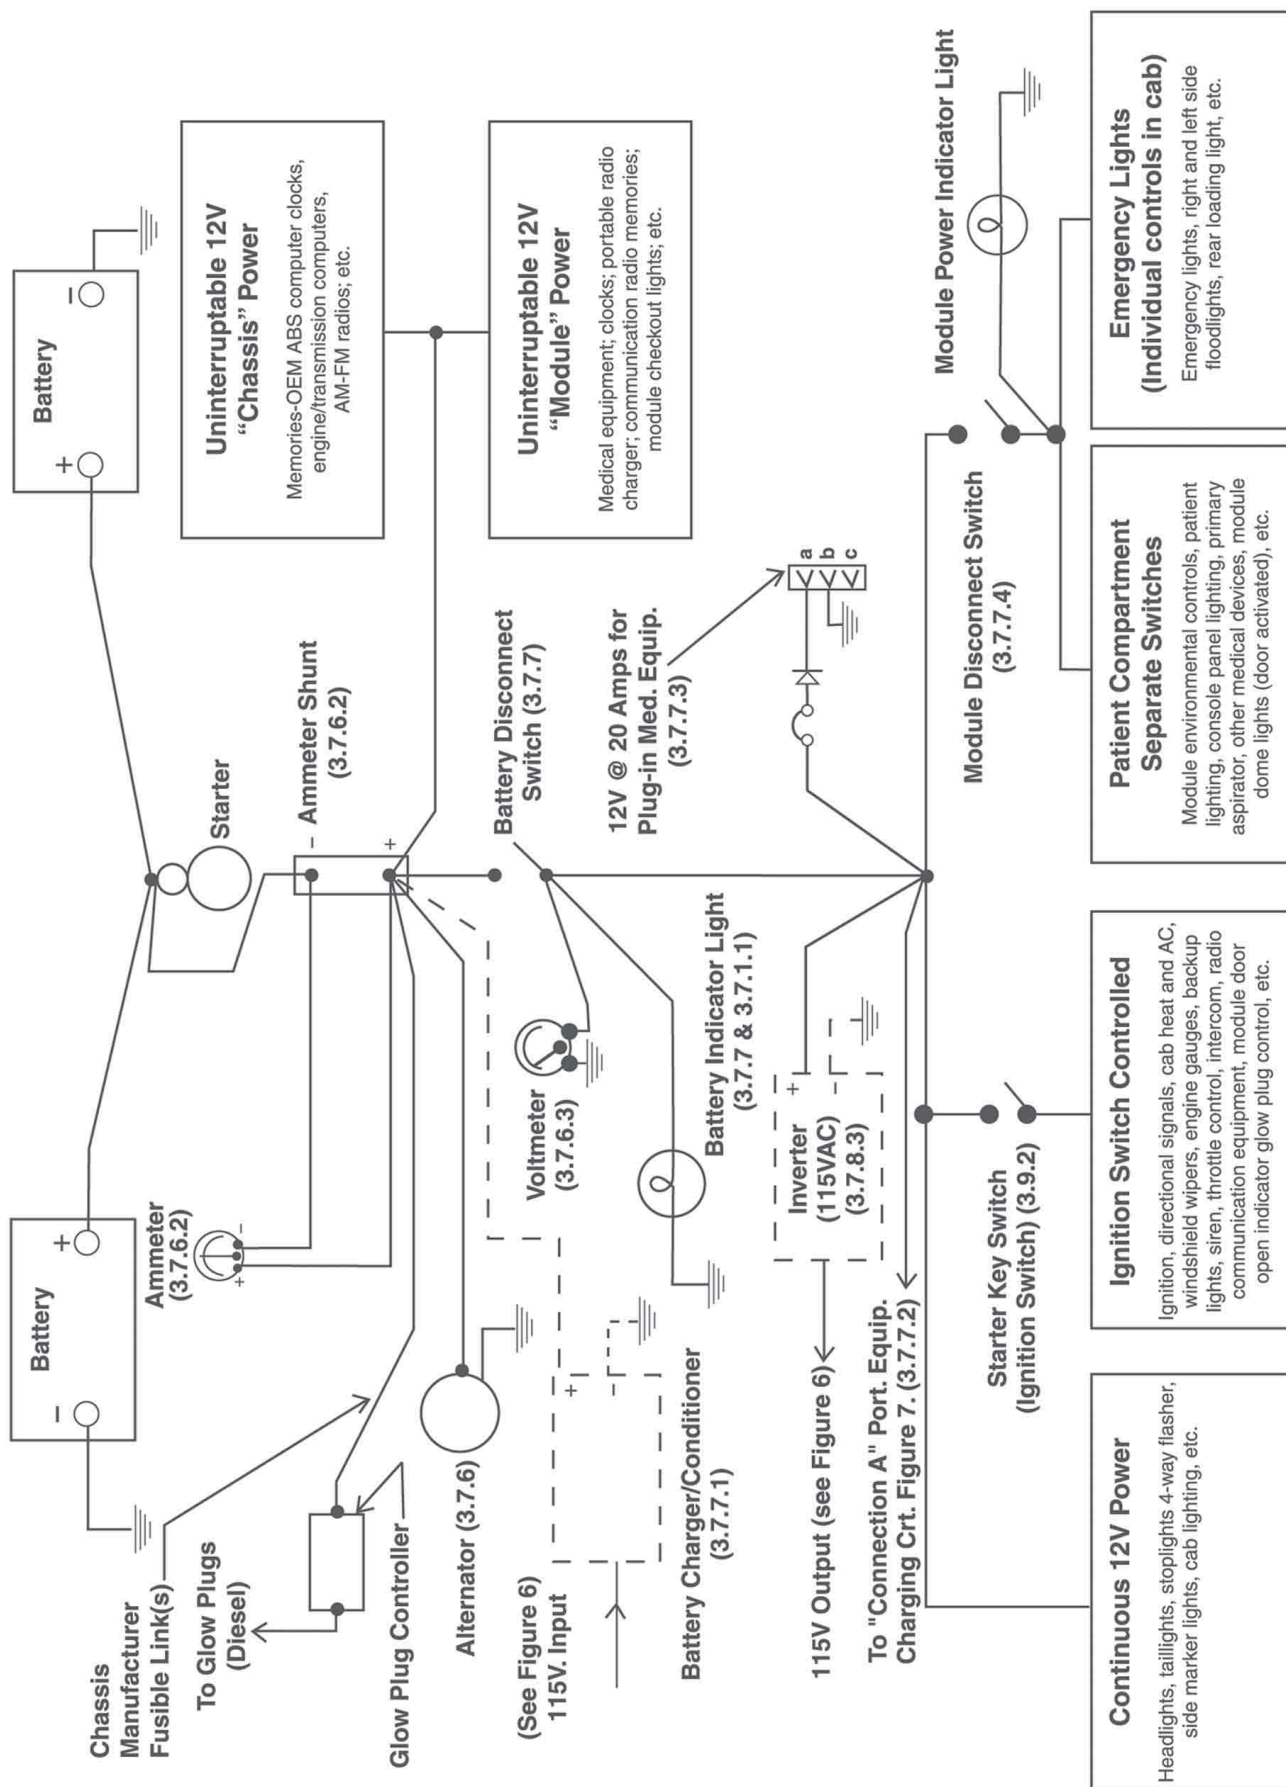 Battery
−
+
Battery
+
−
Chassis
Manufacturer
Fusible Link(s)
To Glow Plugs
(Diesel)
Glow Plug Controller
Ammeter
(3.7.6.2)
+
−
Starter
−
+
Ammeter Shunt
(3.7.6.2)
Uninterruptable 12V
“Chassis” Power
Memories-OEM ABS computer clocks,
engine/transmission computers,
AM-FM radios; etc.
Uninterruptable 12V
“Module” Power
Medical equipment; clocks; portable radio
charger; communication radio memories;
module checkout lights; etc.
Alternator (3.7.6)
(See Figure 6)
115V. Input
+
−
Battery Charger/Conditioner
(3.7.7.1)
Voltmeter
(3.7.6.3)
Battery Disconnect
Switch (3.7.7)
Battery Indicator Light
(3.7.7 & 3.7.1.1)
12V @ 20 Amps for
Plug-in Med. Equip.
(3.7.7.3)
a
b
c
Inverter
(115VAC)
(3.7.8.3)
+
−
115V Output (see Figure 6)
To "Connection A" Port. Equip.
Charging Crt. Figure 7. (3.7.7.2)
Starter Key Switch
(Ignition Switch) (3.9.2)
Module Disconnect Switch
(3.7.7.4)
Module Power Indicator Light
Continuous 12V Power
Headlights, taillights, stoplights 4-way flasher,
side marker lights, cab lighting, etc.
Ignition Switch Controlled
Ignition, directional signals, cab heat and AC,
windshield wipers, engine gauges, backup
lights, siren, throttle control, intercom, radio
communication equipment, module door
open indicator glow plug control, etc.
Patient Compartment
Separate Switches
Module environmental controls, patient
lighting, console panel lighting, primary
aspirator, other medical devices, module
dome lights (door activated), etc.
Emergency Lights
(Individual controls in cab)
Emergency lights, right and left side
floodlights, rear loading light, etc.